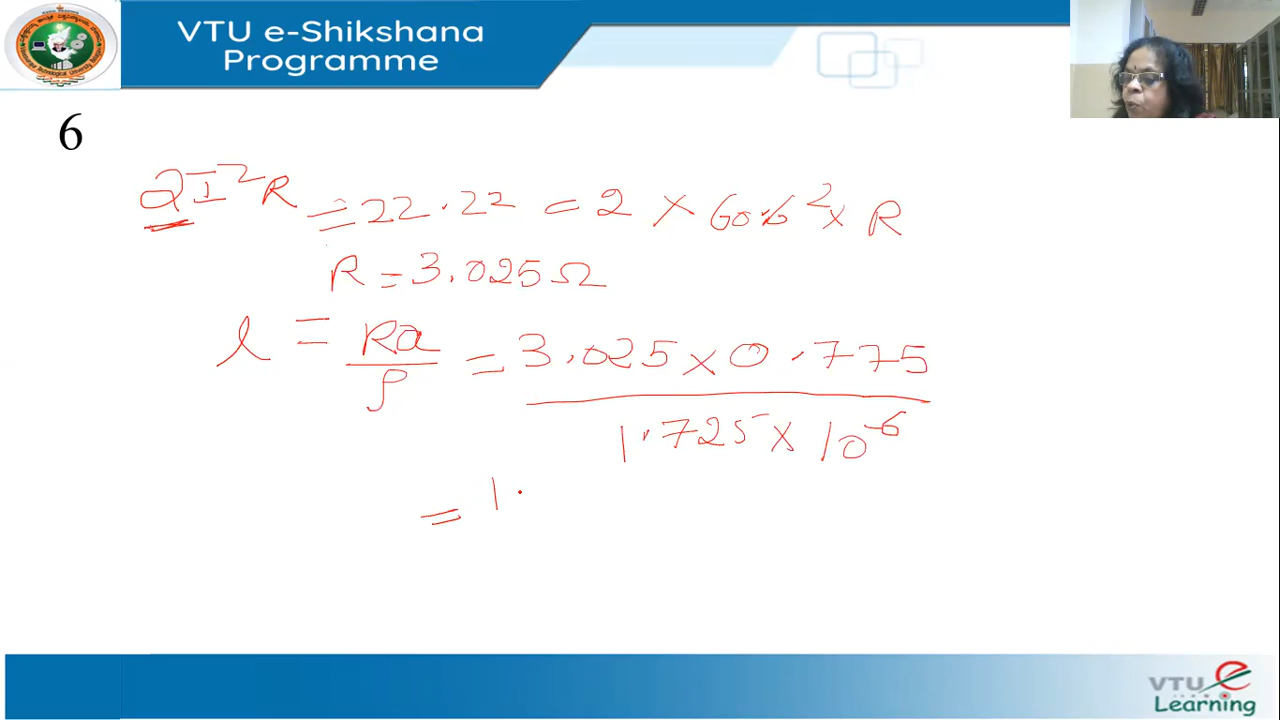 VTU e-Shikshana
Programme
6
2I²R = 22.22 = 2 × 60.6² × R
R = 3.025Ω
l = Ra/ρ = 3.025 × 0.775 / 1.725 × 10⁻⁶
= 1.
VTU e
Learning